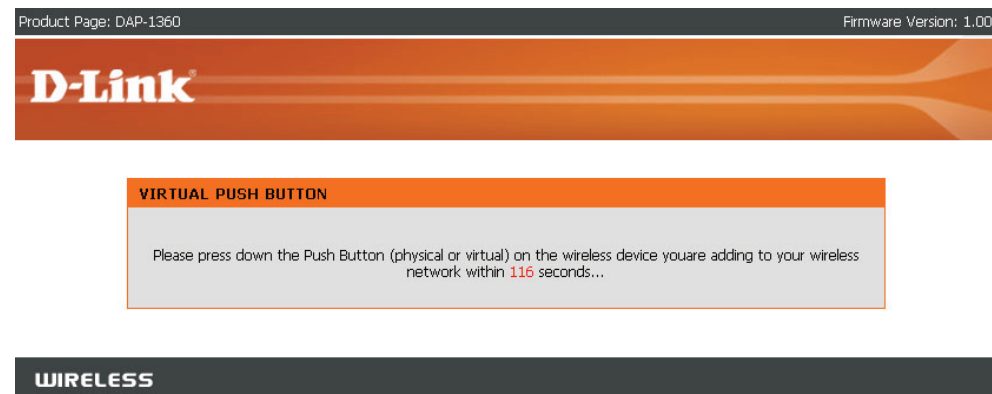 Product Page: DAP-1360 Firmware Version: 1.00
D-Link
VIRTUAL PUSH BUTTON
Please press down the Push Button (physical or virtual) on the wireless device youare adding to your wireless
network within 116 seconds...
WIRELESS